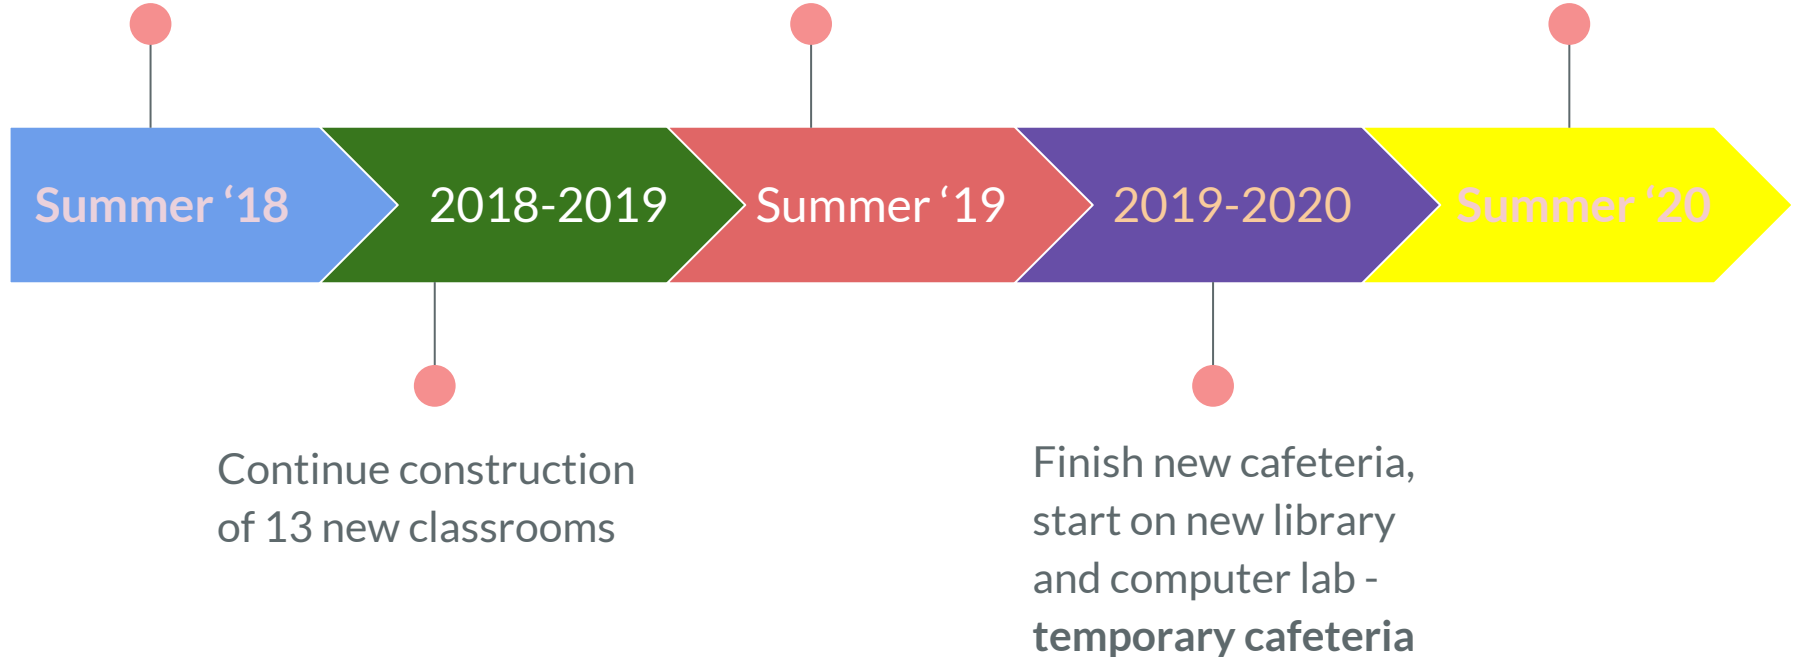 Summer ‘18
2018-2019
Summer ‘19
2019-2020
Summer ‘20
Continue construction
of 13 new classrooms
Finish new cafeteria,
start on new library
and computer lab -
temporary cafeteria